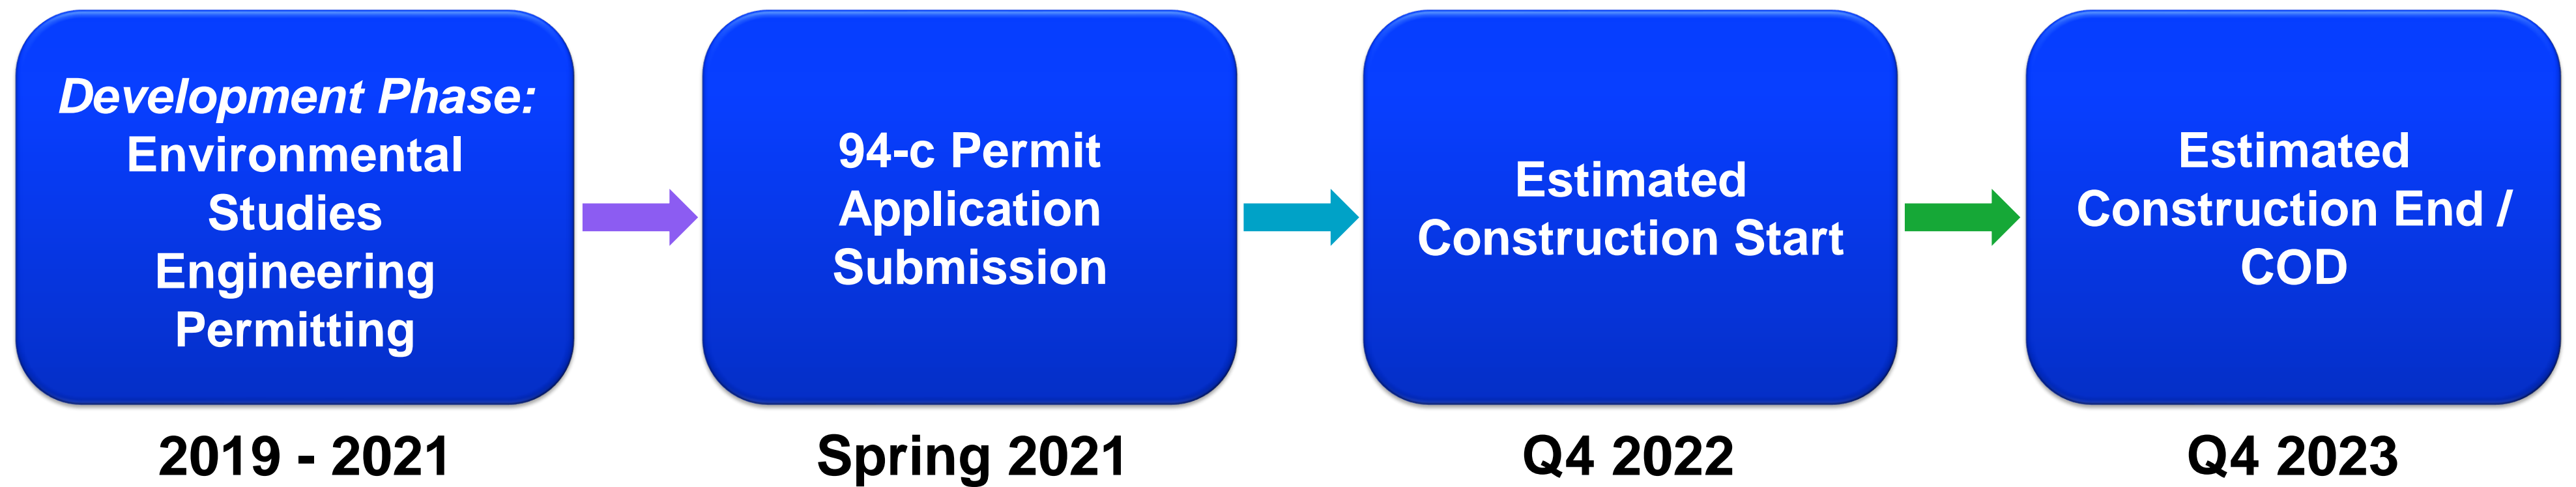 Development Phase:
Environmental
Studies
Engineering
Permitting
2019 - 2021
94-c Permit
Application
Submission
Spring 2021
Estimated
Construction Start
Q4 2022
Estimated
Construction End /
COD
Q4 2023